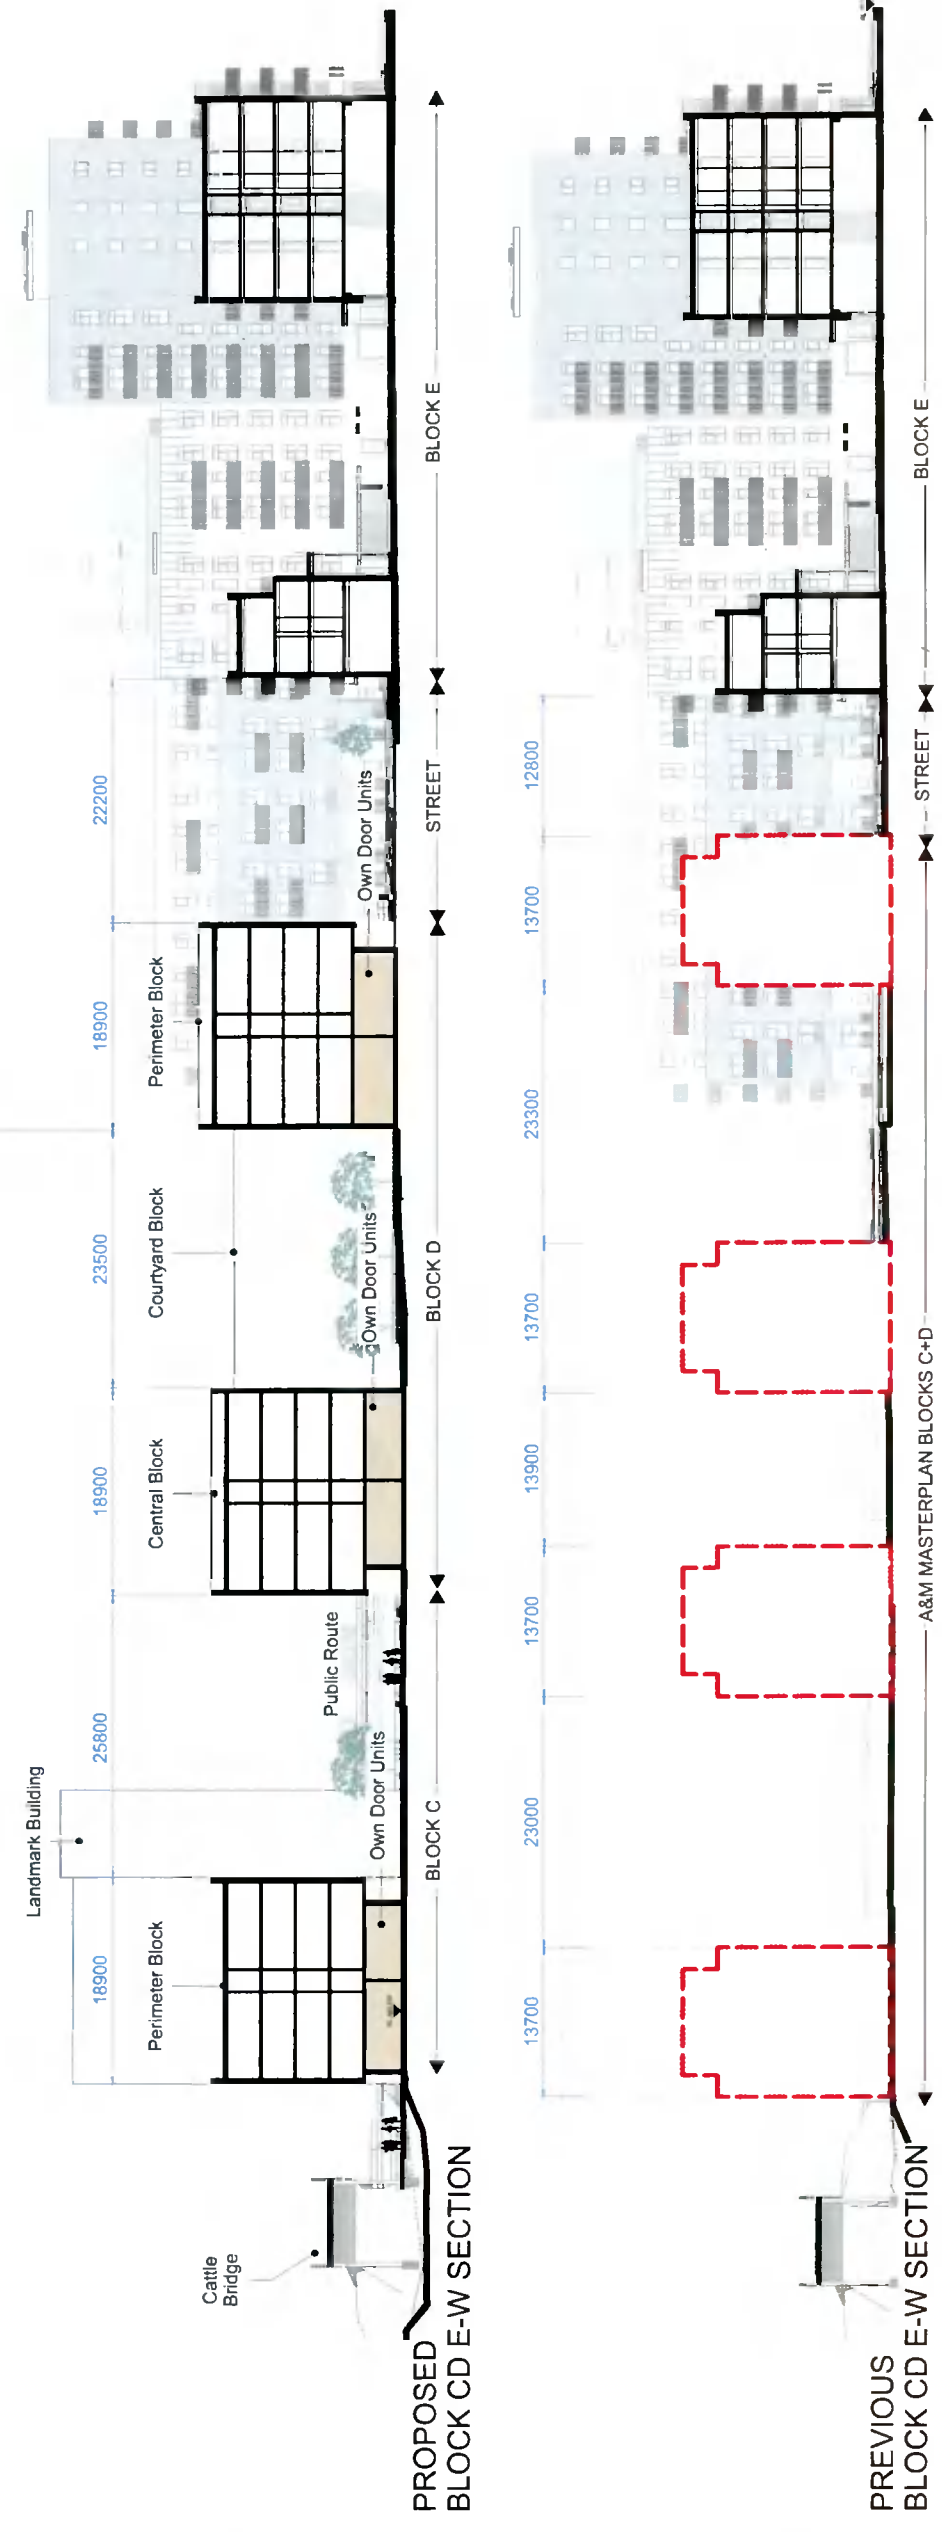 Landmark Building
18900
25800
18900
23500
18900
22200
Perimeter Block
Central Block
Courtyard Block
Perimeter Block
Cattle
Bridge
Public Route
Own Door Units
Own Door Units
Own Door Units
BLOCK C
BLOCK D
STREET
BLOCK E
PROPOSED
BLOCK CD E-W SECTION
13700
23000
13700
13900
13700
23300
13700
12800
A&M MASTERPLAN BLOCKS C+D
STREET
BLOCK E
PREVIOUS
BLOCK CD E-W SECTION